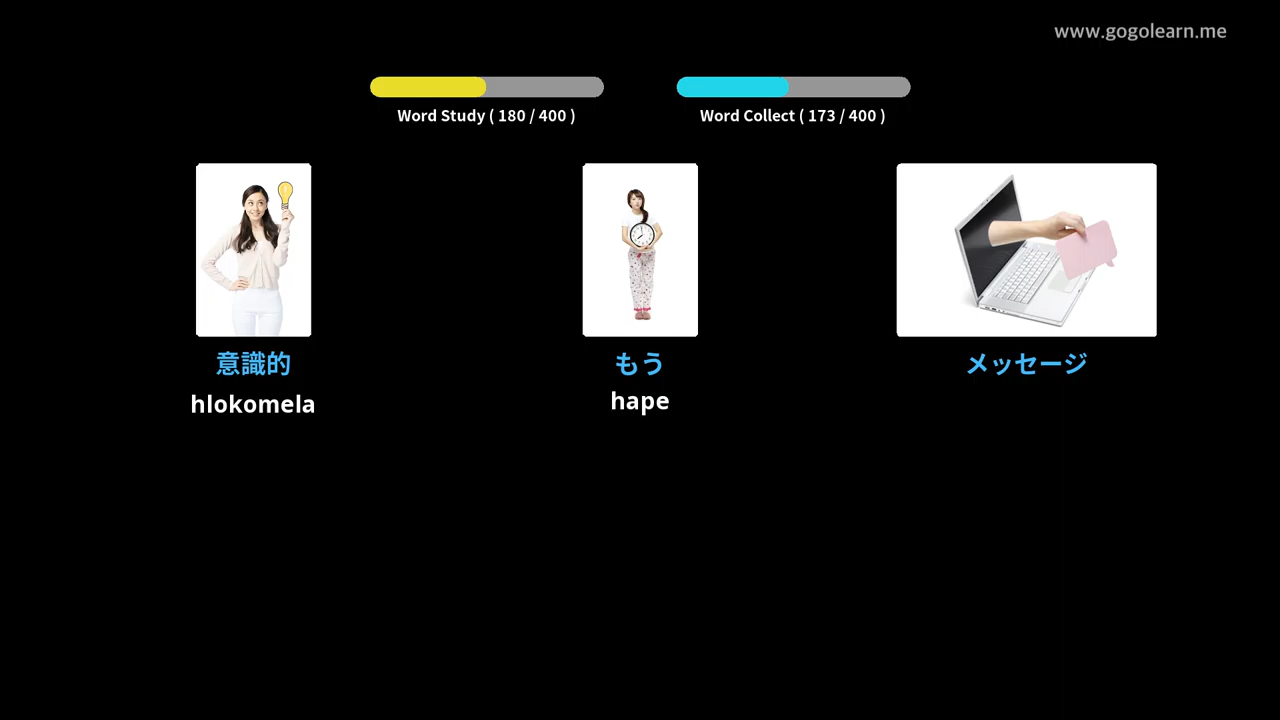 www.gogolearn.me
Word Study ( 180 / 400 )
Word Collect ( 173 / 400 )
意識的
もう
メッセージ
hlokomela
hape